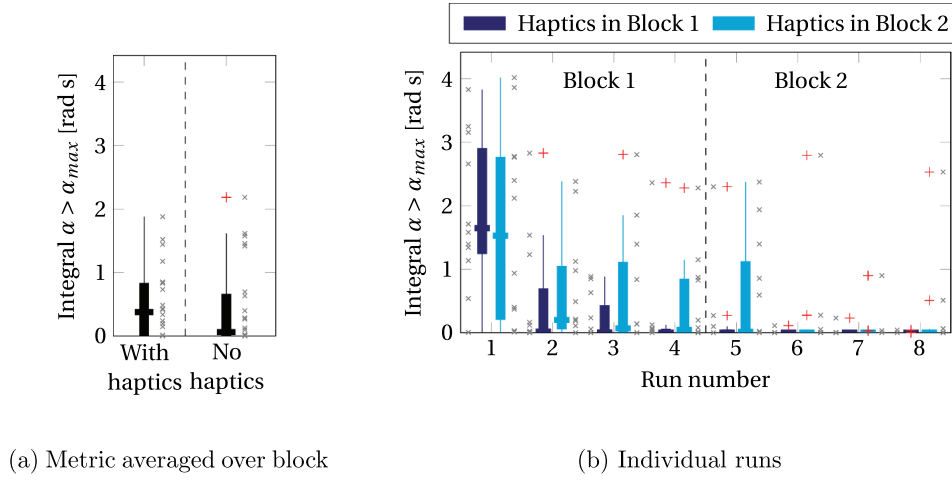 Haptics in Block 1 Haptics in Block 2
Integral α > α_max [rad s]
4
3
2
1
0
With haptics
No haptics
(a) Metric averaged over block
Integral α > α_max [rad s]
4
3
2
1
0
Block 1 Block 2
1 2 3 4 5 6 7 8
Run number
(b) Individual runs